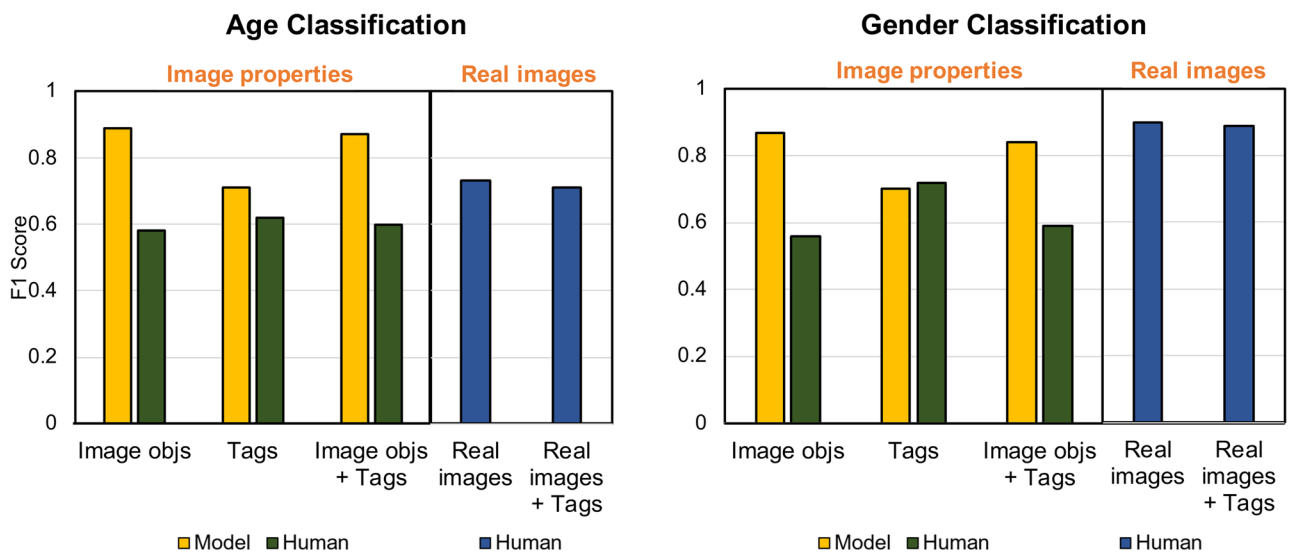 Age Classification
Image properties
Real images
F1 Score
1
0.8
0.6
0.4
0.2
0
Image objs
Tags
Image objs
+ Tags
Real
images
Real
images
+ Tags
Model
Human
Human
Gender Classification
Image properties
Real images
1
0.8
0.6
0.4
0.2
0
Image objs
Tags
Image objs
+ Tags
Real
images
Real
images
+ Tags
Model
Human
Human